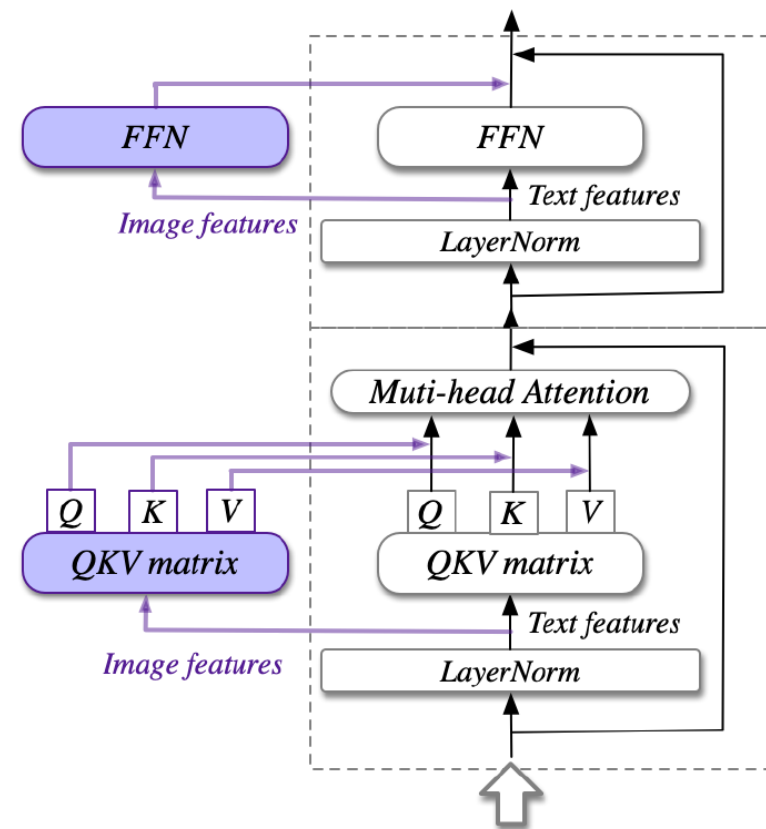 FFN
FFN
Text features
Image features
LayerNorm
Muti-head Attention
Q K V
Q K V
QKV matrix
QKV matrix
Text features
Image features
LayerNorm